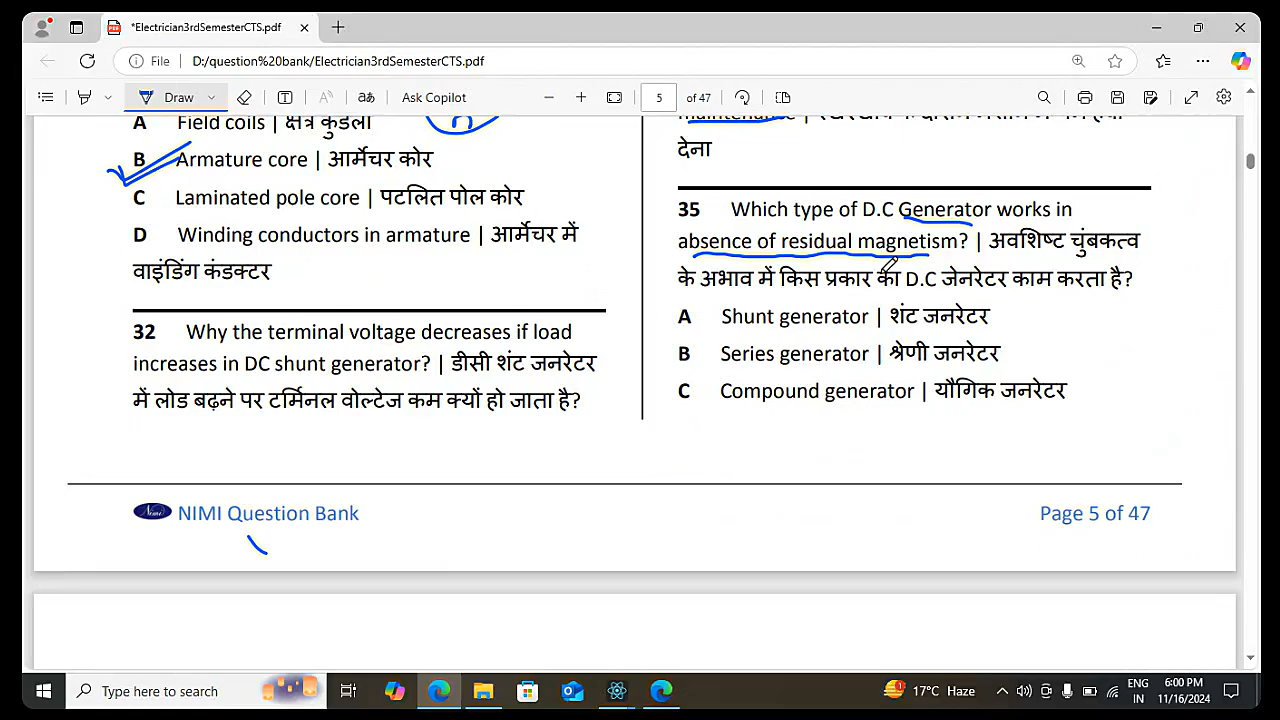 *Electrician3rdSemesterCTS.pdf
File D:/question%20bank/Electrician3rdSemesterCTS.pdf
Draw Ask Copilot 5 of 47
A Field coils | क्षेत्र कुंडली
B Armature core | आर्मेचर कोर
C Laminated pole core | पटलित पोल कोर
D Winding conductors in armature | आर्मेचर में
वाइंडिंग कंडक्टर
32 Why the terminal voltage decreases if load
increases in DC shunt generator? | डीसी शंट जनरेटर
में लोड बढ़ने पर टर्मिनल वोल्टेज कम क्यों हो जाता है?
maintenance |
देना
35 Which type of D.C Generator works in
absence of residual magnetism? | अवशिष्ट चुंबकत्व
के अभाव में किस प्रकार का D.C जेनरेटर काम करता है?
A Shunt generator | शंट जनरेटर
B Series generator | श्रेणी जनरेटर
C Compound generator | यौगिक जनरेटर
Nimi NIMI Question Bank
Page 5 of 47
Type here to search
1 17°C Haze
ENG
IN
6:00 PM
11/16/2024